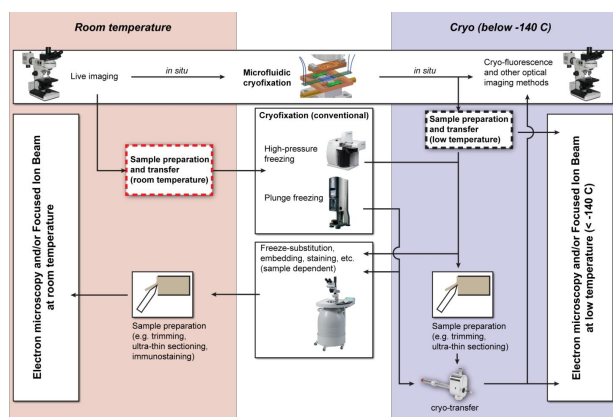 Room temperature
Cryo (below -140 C)
Live imaging
in situ
Microfluidic
cryofixation
in situ
Cryo-fluorescence
and other optical
imaging methods
Electron microscopy and/or Focused Ion Beam
at room temperature
Sample preparation
and transfer
(room temperature)
Cryofixation (conventional)
High-pressure
freezing
Plunge freezing
Sample preparation
and transfer
(low temperature)
Electron microscopy and/or Focused Ion Beam
at low temperature (< -140 C)
Freeze-substitution,
embedding, staining, etc.
(sample dependent)
Sample preparation
(e.g. trimming,
ultra-thin sectioning,
immunostaining)
Sample preparation
(e.g. trimming,
ultra-thin sectioning)
cryo-transfer